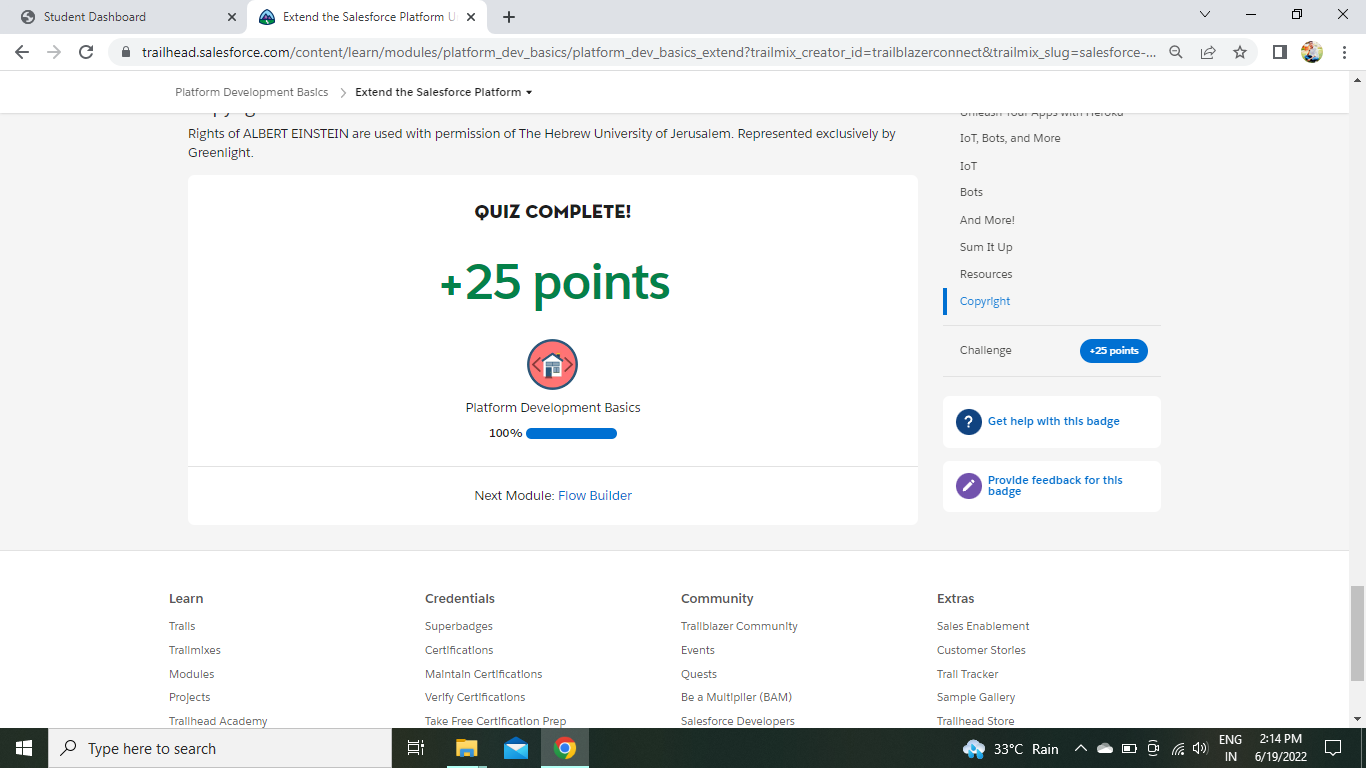 Student Dashboard
Extend the Salesforce Platform U
trailhead.salesforce.com/content/learn/modules/platform_dev_basics/platform_dev_basics_extend?trailmix_creator_id=trailblazerconnect&trailmix_slug=salesforce-...
Platform Development Basics
Extend the Salesforce Platform
Rights of ALBERT EINSTEIN are used with permission of The Hebrew University of Jerusalem. Represented exclusively by
Greenlight.
QUIZ COMPLETE!
+25 points
Platform Development Basics
100%
Next Module: Flow Builder
Unleash Your Apps with Heroku
IoT, Bots, and More
IoT
Bots
And More!
Sum It Up
Resources
Copyright
Challenge
+25 points
?
Get help with this badge
Provide feedback for this
badge
Learn
Trails
Trailmixes
Modules
Projects
Trailhead Academy
Credentials
Superbadges
Certifications
Maintain Certifications
Verify Certifications
Take Free Certification Prep
Community
Trailblazer Community
Events
Quests
Be a Multiplier (BAM)
Salesforce Developers
Extras
Sales Enablement
Customer Stories
Trail Tracker
Sample Gallery
Trailhead Store
Type here to search
33°C Rain
ENG
IN
2:14 PM
6/19/2022